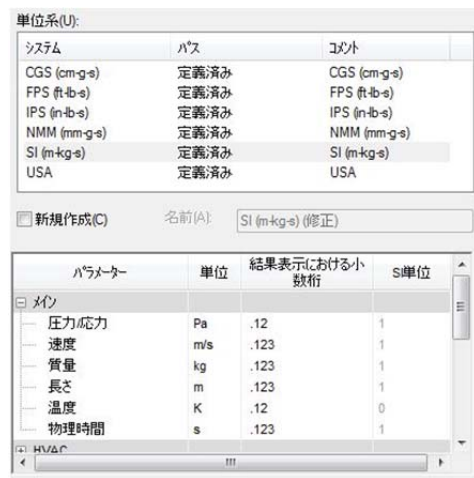 単位系(U):
システム パス コメント
CGS (cm-g-s) 定義済み CGS (cm-g-s)
FPS (ft-lb-s) 定義済み FPS (ft-lb-s)
IPS (in-lb-s) 定義済み IPS (in-lb-s)
NMM (mm-g-s) 定義済み NMM (mm-g-s)
SI (m-kg-s) 定義済み SI (m-kg-s)
USA 定義済み USA
新規作成(C) 名前(A): SI (m-kg-s) (修正)
パラメーター 単位 結果表示における小数桁 SI単位
メイン
圧力/応力 Pa .12 1
速度 m/s .123 1
質量 kg .123 1
長さ m .123 1
温度 K .12 0
物理時間 s .123 1
HVAC